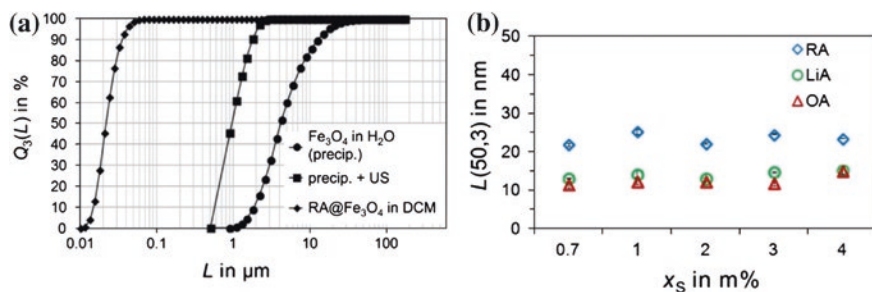 (a)
100
90
80
70
60
50
40
30
20
10
0
Q₃(L) in %
0.01 0.1 1 10 100
L in µm
Fe₃O₄ in H₂O
(precip.)
precip. + US
RA@Fe₃O₄ in DCM
(b)
50
40
30
20
10
0
L(50,3) in nm
0.7 1 2 3 4
xS in m%
RA
LiA
OA